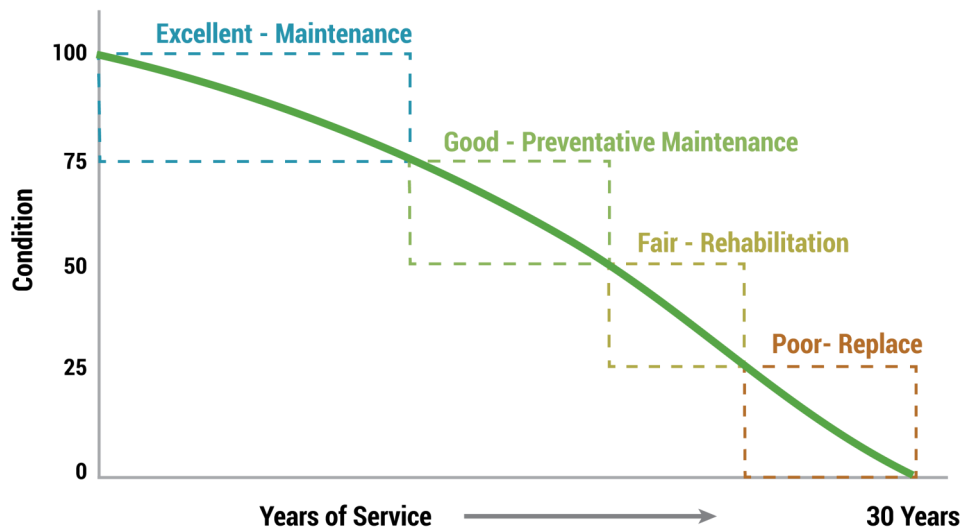 Excellent - Maintenance
100
Good - Preventative Maintenance
75
Fair - Rehabilitation
50
Condition
Poor- Replace
25
0
Years of Service
30 Years